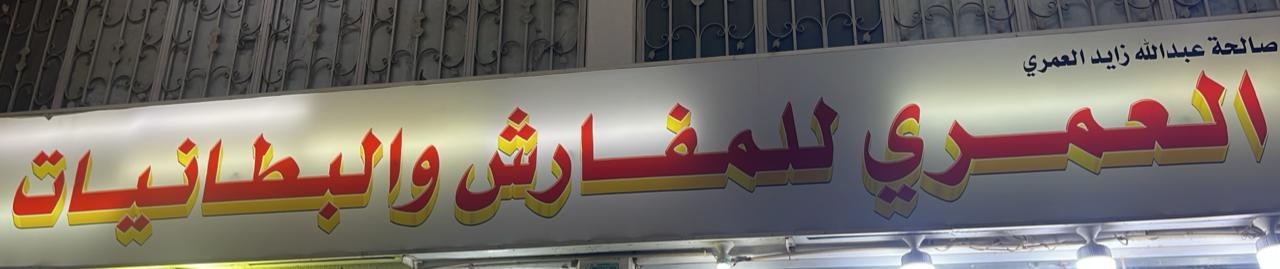 صالحة عبدالله زايد العمري
العمري للمفارش والبطانيات